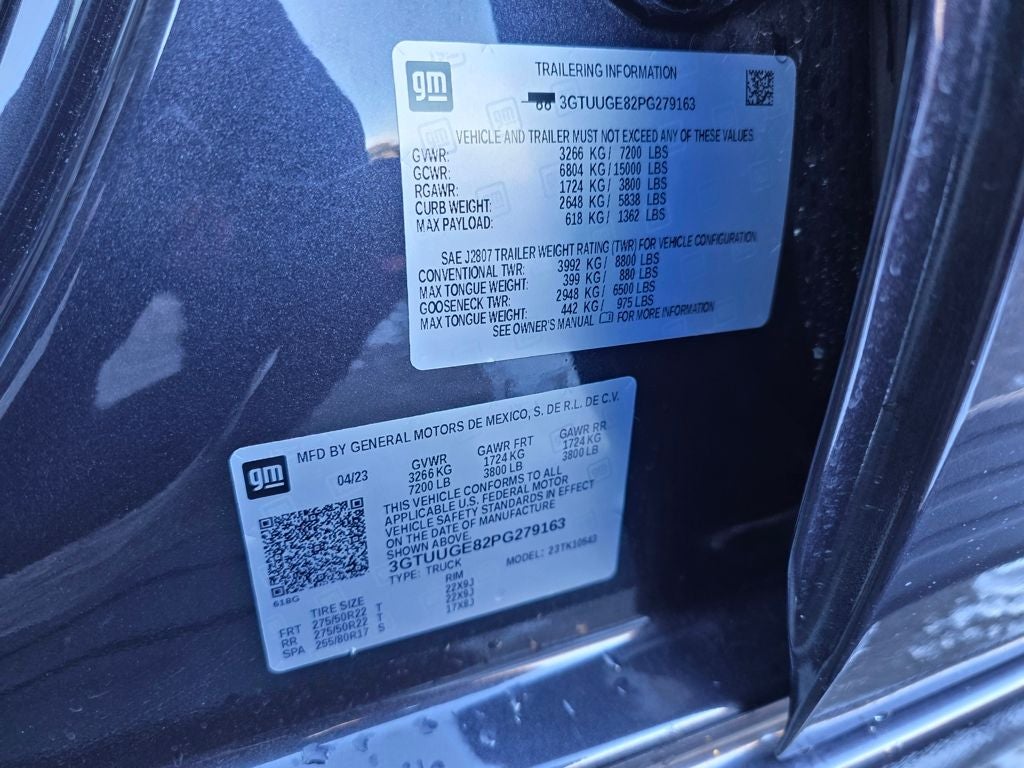 gm
TRAILERING INFORMATION
3GTUUGE82PG279163
VEHICLE AND TRAILER MUST NOT EXCEED ANY OF THESE VALUES
GVWR: 3266 KG/ 7200 LBS
GCWR: 6804 KG/ 15000 LBS
RGAWR: 1724 KG/ 3800 LBS
CURB WEIGHT: 2648 KG/ 5838 LBS
MAX PAYLOAD: 618 KG/ 1362 LBS
SAE J2807 TRAILER WEIGHT RATING (TWR) FOR VEHICLE CONFIGURATION
CONVENTIONAL TWR: 3992 KG/ 8800 LBS
MAX TONGUE WEIGHT: 399 KG/ 880 LBS
GOOSENECK TWR: 2948 KG/ 6500 LBS
MAX TONGUE WEIGHT: 442 KG/ 975 LBS
SEE OWNER'S MANUAL FOR MORE INFORMATION
gm
MFD BY GENERAL MOTORS DE MEXICO, S. DE R.L. DE C.V.
04/23
GVWR GAWR FRT GAWR RR
3266 KG 1724 KG 1724 KG
7200 LB 3800 LB 3800 LB
THIS VEHICLE CONFORMS TO ALL
APPLICABLE U.S. FEDERAL MOTOR
VEHICLE SAFETY STANDARDS IN EFFECT
ON THE DATE OF MANUFACTURE
SHOWN ABOVE.
3GTUUGE82PG279163
TYPE: TRUCK MODEL: 23TK10543
618G
TIRE SIZE RIM
FRT 275/50R22 T 22X9J
RR 275/50R22 T 22X9J
SPA 255/80R17 S 17X8J